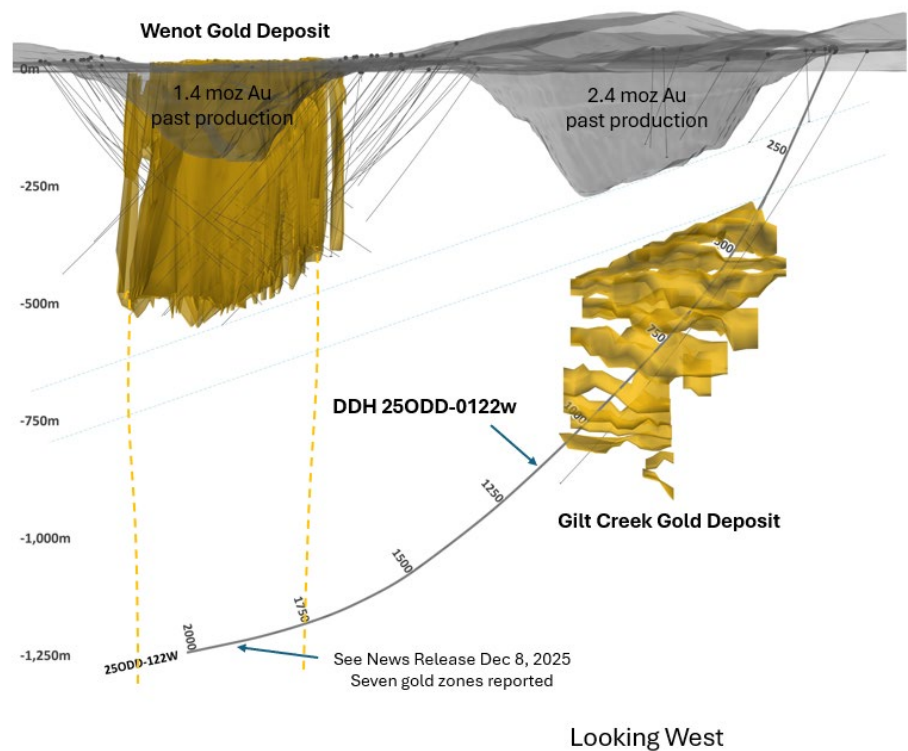 Wenot Gold Deposit
0m
1.4 moz Au
past production
2.4 moz Au
past production
250
-250m
500
-500m
750
-750m
DDH 25ODD-0122w
1000
1250
Gilt Creek Gold Deposit
-1,000m
1500
1750
2000
-1,250m
25ODD-122W
See News Release Dec 8, 2025
Seven gold zones reported
Looking West